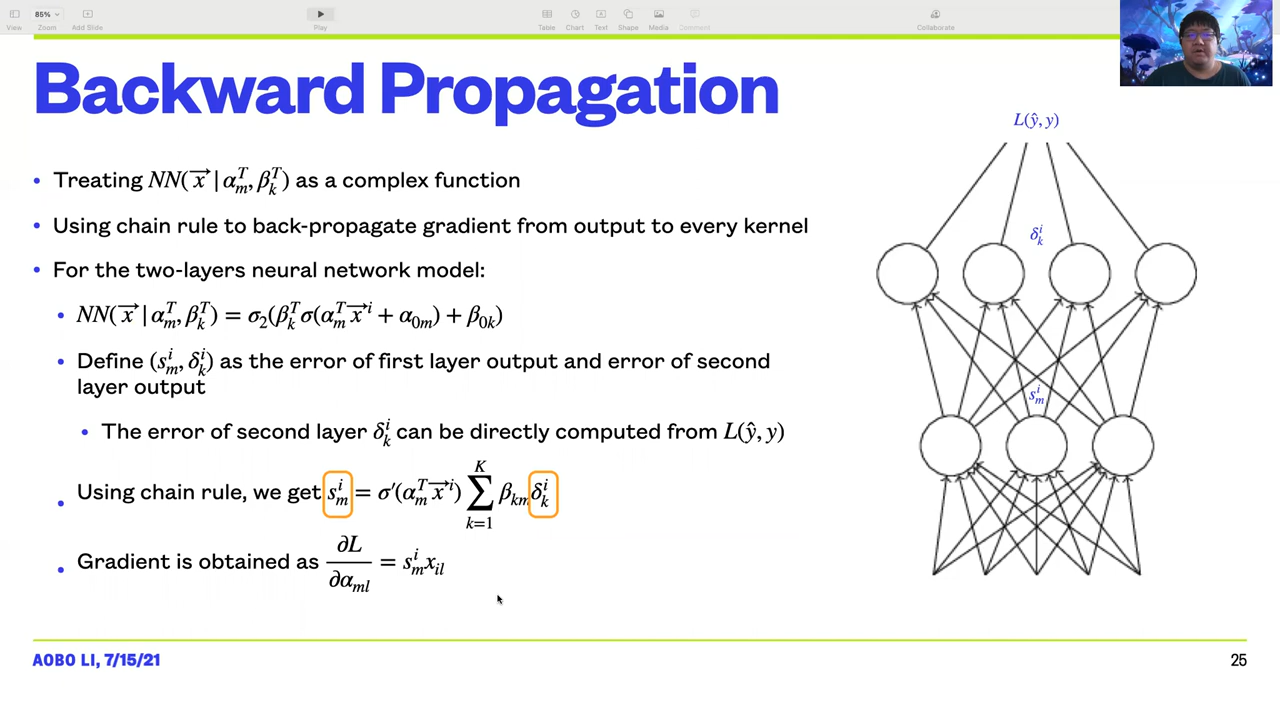 85%
View Zoom Add Slide Play Table Chart Text Shape Media Comment Collaborate
Backward Propagation
• Treating NN(x⃗ | α_m^T, β_k^T) as a complex function
• Using chain rule to back-propagate gradient from output to every kernel
• For the two-layers neural network model:
• NN(x⃗ | α_m^T, β_k^T) = σ_2(β_k^T σ(α_m^T x⃗^i + α_{0m}) + β_{0k})
• Define (s_m^i, δ_k^i) as the error of first layer output and error of second
layer output
• The error of second layer δ_k^i can be directly computed from L(ŷ, y)
• Using chain rule, we get s_m^i = σ′(α_m^T x⃗^i) ∑_{k=1}^{K} β_{km} δ_k^i
• Gradient is obtained as ∂L/∂α_{ml} = s_m^i x_{il}
L(ŷ, y)
δ_k^i
s_m^i
AOBO LI, 7/15/21
25